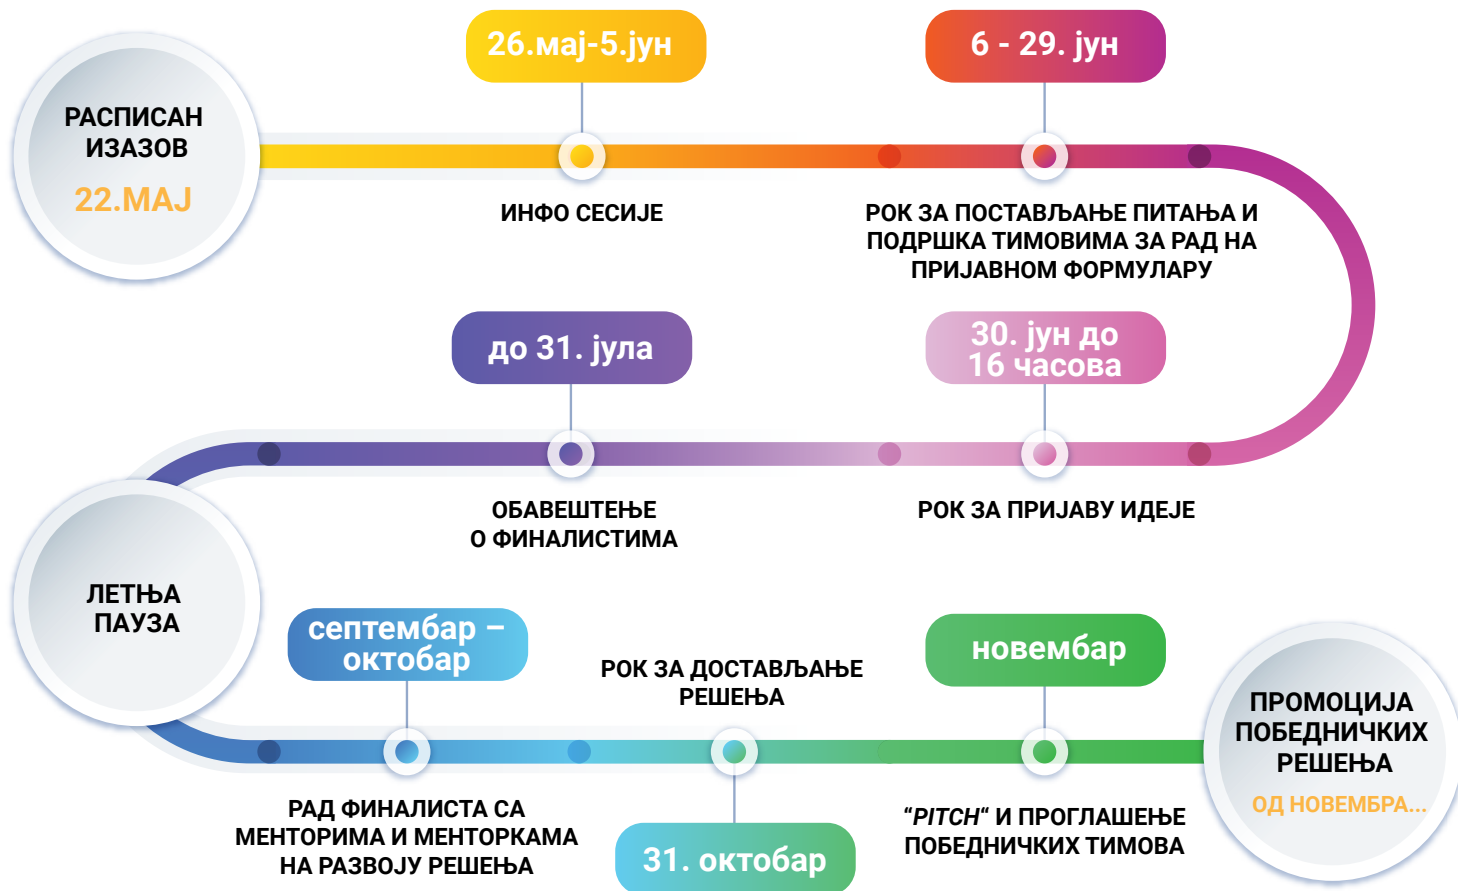 РАСПИСАН
ИЗАЗОВ
22.МАЈ
26.мај-5.јун
ИНФО СЕСИЈЕ
6 - 29. јун
РОК ЗА ПОСТАВЉАЊЕ ПИТАЊА И
ПОДРШКА ТИМОВИМА ЗА РАД НА
ПРИЈАВНОМ ФОРМУЛАРУ
30. јун до
16 часова
РОК ЗА ПРИЈАВУ ИДЕЈЕ
до 31. јула
ОБАВЕШТЕЊЕ
О ФИНАЛИСТИМА
ЛЕТЊА
ПАУЗА
септембар –
октобар
РАД ФИНАЛИСТА СА
МЕНТОРИМА И МЕНТОРКАМА
НА РАЗВОЈУ РЕШЕЊА
РОК ЗА ДОСТАВЉАЊЕ
РЕШЕЊА
31. октобар
новембар
“PITCH“ И ПРОГЛАШЕЊЕ
ПОБЕДНИЧКИХ ТИМОВА
ПРОМОЦИЈА
ПОБЕДНИЧКИХ
РЕШЕЊА
ОД НОВЕМБРА...